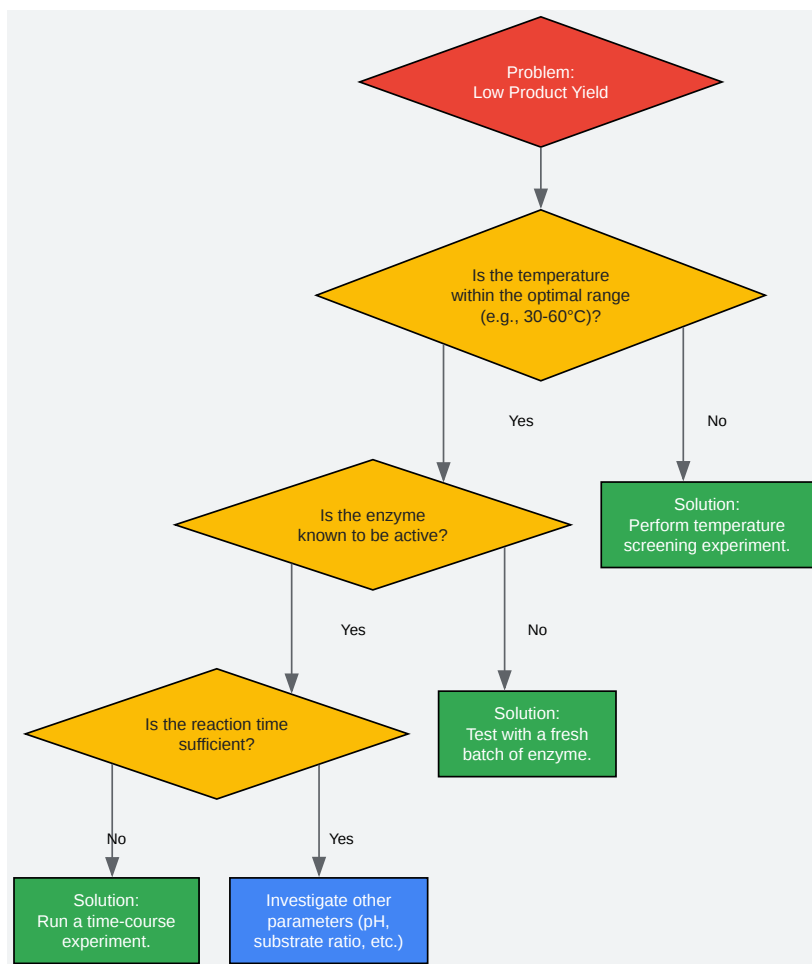 Problem:
Low Product Yield
Is the temperature
within the optimal range
(e.g., 30-60°C)?
Yes
No
Is the enzyme
known to be active?
Solution:
Perform temperature
screening experiment.
Yes
No
Is the reaction time
sufficient?
Solution:
Test with a fresh
batch of enzyme.
No
Yes
Solution:
Run a time-course
experiment.
Investigate other
parameters (pH,
substrate ratio, etc.)